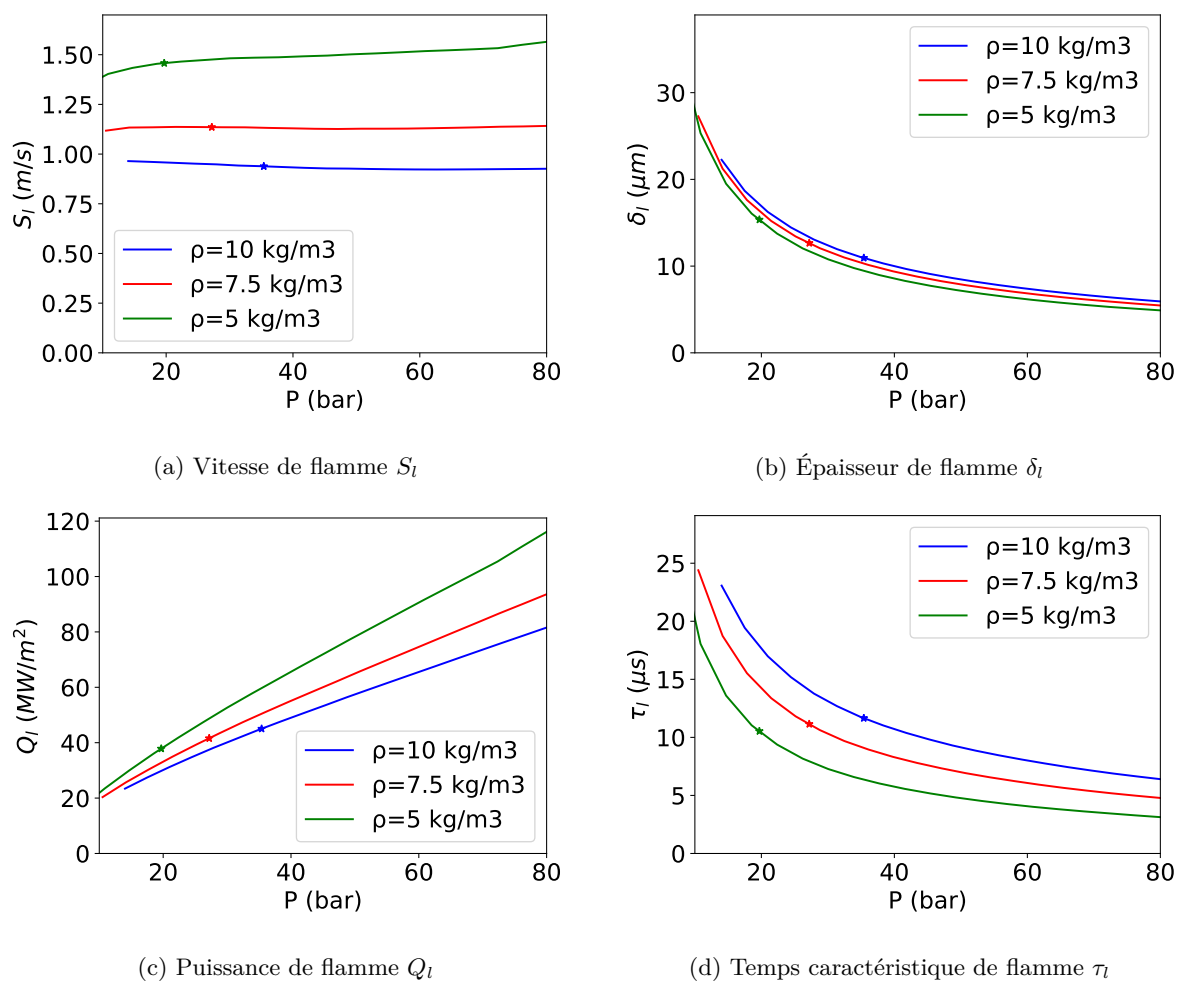 1.50
1.25
1.00
0.75
0.50
0.25
0.00
S_l (m/s)
ρ=10 kg/m3
ρ=7.5 kg/m3
ρ=5 kg/m3
20 40 60 80
P (bar)
(a) Vitesse de flamme S_l
30
20
10
0
δ_l (μm)
ρ=10 kg/m3
ρ=7.5 kg/m3
ρ=5 kg/m3
20 40 60 80
P (bar)
(b) Épaisseur de flamme δ_l
120
100
80
60
40
20
0
Q_l (MW/m²)
ρ=10 kg/m3
ρ=7.5 kg/m3
ρ=5 kg/m3
20 40 60 80
P (bar)
(c) Puissance de flamme Q_l
25
20
15
10
5
0
τ_l (μs)
ρ=10 kg/m3
ρ=7.5 kg/m3
ρ=5 kg/m3
20 40 60 80
P (bar)
(d) Temps caractéristique de flamme τ_l